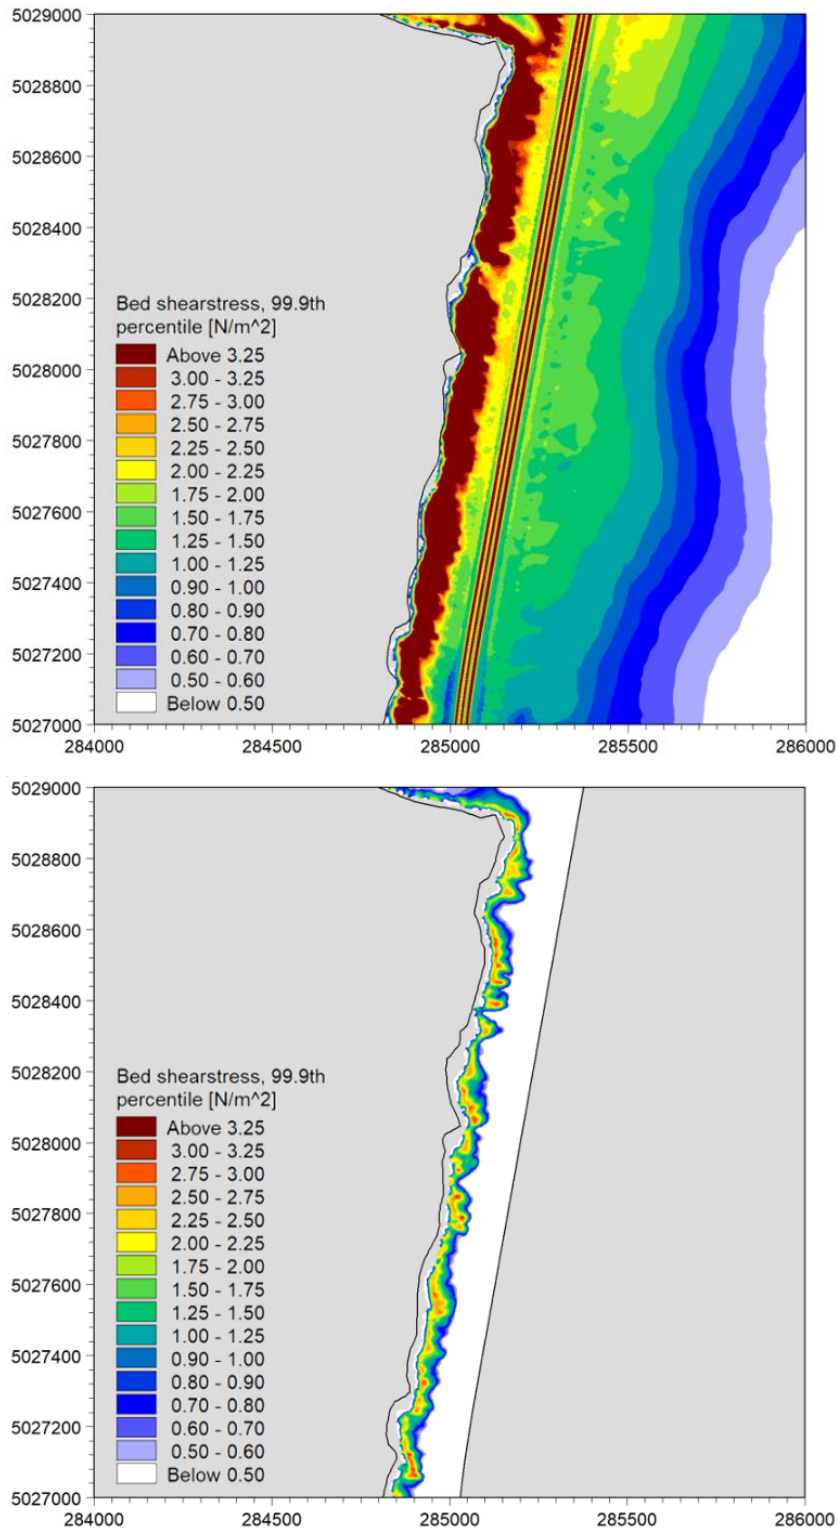 5029000
5028800
5028600
5028400
5028200
5028000
5027800
5027600
5027400
5027200
5027000
Bed shearstress, 99.9th
percentile [N/m^2]
Above 3.25
3.00 - 3.25
2.75 - 3.00
2.50 - 2.75
2.25 - 2.50
2.00 - 2.25
1.75 - 2.00
1.50 - 1.75
1.25 - 1.50
1.00 - 1.25
0.90 - 1.00
0.80 - 0.90
0.70 - 0.80
0.60 - 0.70
0.50 - 0.60
Below 0.50
284000 284500 285000 285500 286000
5029000
5028800
5028600
5028400
5028200
5028000
5027800
5027600
5027400
5027200
5027000
Bed shearstress, 99.9th
percentile [N/m^2]
Above 3.25
3.00 - 3.25
2.75 - 3.00
2.50 - 2.75
2.25 - 2.50
2.00 - 2.25
1.75 - 2.00
1.50 - 1.75
1.25 - 1.50
1.00 - 1.25
0.90 - 1.00
0.80 - 0.90
0.70 - 0.80
0.60 - 0.70
0.50 - 0.60
Below 0.50
284000 284500 285000 285500 286000